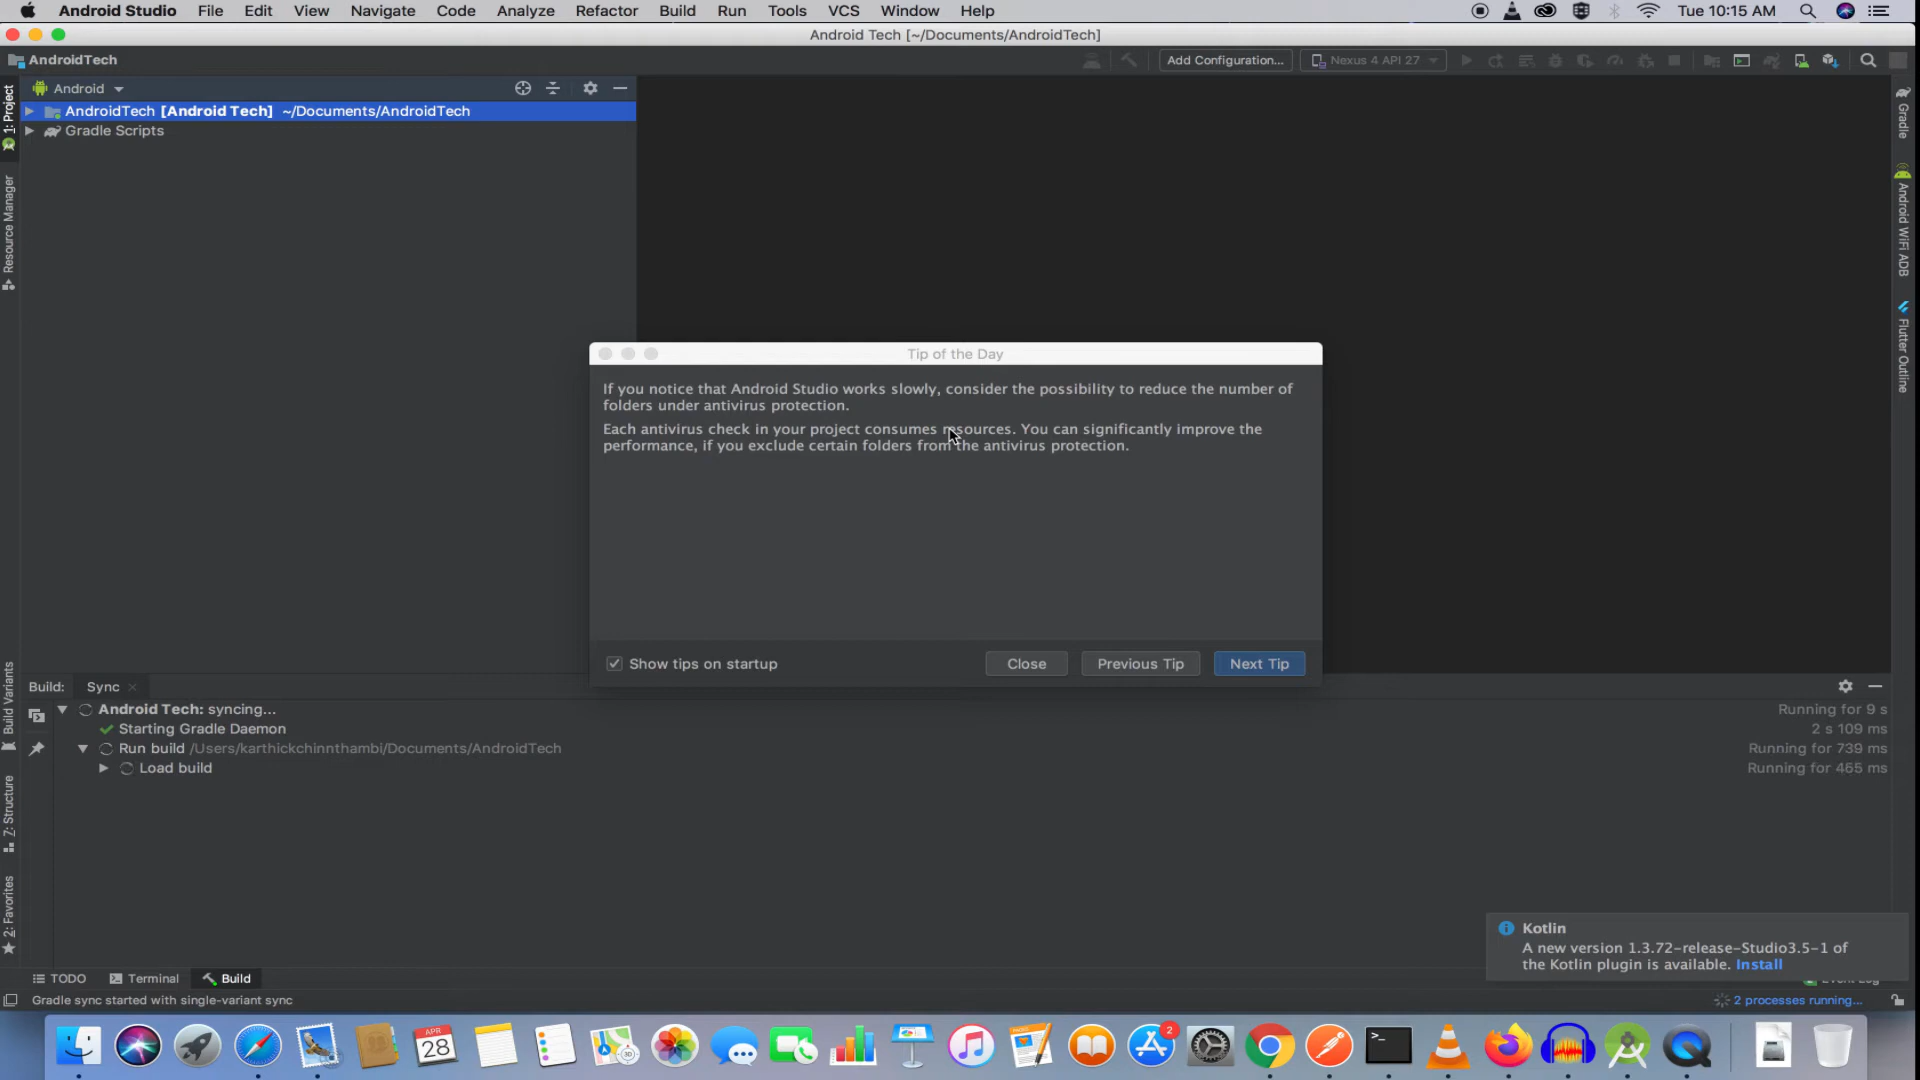 Android Studio File Edit View Navigate Code Analyze Refactor Build Run Tools VCS Window Help Tue 10:15 AM
Android Tech [~/Documents/AndroidTech]
AndroidTech Add Configuration... Nexus 4 API 27
Android
AndroidTech [Android Tech] ~/Documents/AndroidTech
Gradle Scripts
1: Project
Resource Manager
Build Variants
Z: Structure
2: Favorites
Gradle
Android WiFi ADB
Flutter Outline
Tip of the Day
If you notice that Android Studio works slowly, consider the possibility to reduce the number of
folders under antivirus protection.
Each antivirus check in your project consumes resources. You can significantly improve the
performance, if you exclude certain folders from the antivirus protection.
Show tips on startup Close Previous Tip Next Tip
Build: Sync
Android Tech: syncing... Running for 9 s
Starting Gradle Daemon 2 s 109 ms
Run build /Users/karthickchinnthambi/Documents/AndroidTech Running for 739 ms
Load build Running for 465 ms
Kotlin
A new version 1.3.72-release-Studio3.5-1 of
the Kotlin plugin is available. Install
TODO Terminal Build
Gradle sync started with single-variant sync 2 processes running...
APR
28
2